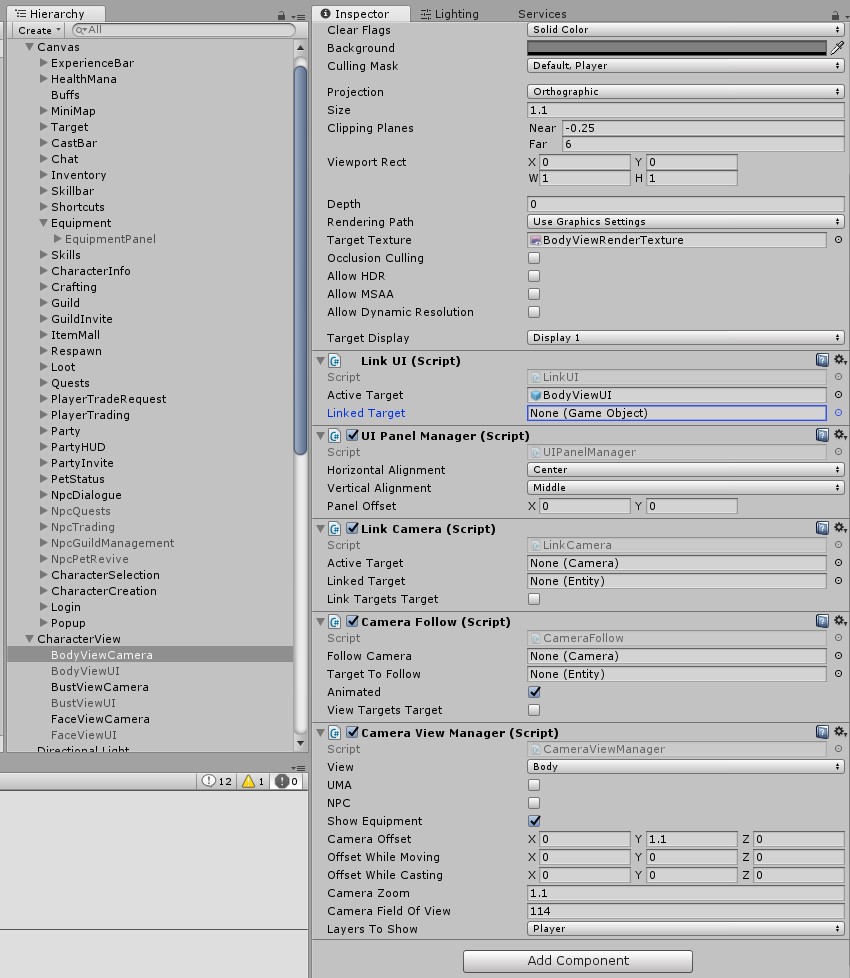 Hierarchy
Create
All
Canvas
ExperienceBar
HealthMana
Buffs
MiniMap
Target
CastBar
Chat
Inventory
Skillbar
Shortcuts
Equipment
EquipmentPanel
Skills
CharacterInfo
Crafting
Guild
GuildInvite
ItemMall
Respawn
Loot
Quests
PlayerTradeRequest
PlayerTrading
Party
PartyHUD
PartyInvite
PetStatus
NpcDialogue
NpcQuests
NpcTrading
NpcGuildManagement
NpcPetRevive
CharacterSelection
CharacterCreation
Login
Popup
CharacterView
BodyViewCamera
BodyViewUI
BustViewCamera
BustViewUI
FaceViewCamera
FaceViewUI
Directional Light
12 1 0
Inspector Lighting Services
Clear Flags Solid Color
Background
Culling Mask Default, Player
Projection Orthographic
Size 1.1
Clipping Planes Near -0.25
Far 6
Viewport Rect X 0 Y 0
W 1 H 1
Depth 0
Rendering Path Use Graphics Settings
Target Texture BodyViewRenderTexture
Occlusion Culling
Allow HDR
Allow MSAA
Allow Dynamic Resolution
Target Display Display 1
Link UI (Script)
Script LinkUI
Active Target BodyViewUI
Linked Target None (Game Object)
UI Panel Manager (Script)
Script UIPanelManager
Horizontal Alignment Center
Vertical Alignment Middle
Panel Offset X 0 Y 0
Link Camera (Script)
Script LinkCamera
Active Target None (Camera)
Linked Target None (Entity)
Link Targets Target
Camera Follow (Script)
Script CameraFollow
Follow Camera None (Camera)
Target To Follow None (Entity)
Animated
View Targets Target
Camera View Manager (Script)
Script CameraViewManager
View Body
UMA
NPC
Show Equipment
Camera Offset X 0 Y 1.1 Z 0
Offset While Moving X 0 Y 0 Z 0
Offset While Casting X 0 Y 0 Z 0
Camera Zoom 1.1
Camera Field Of View 114
Layers To Show Player
Add Component